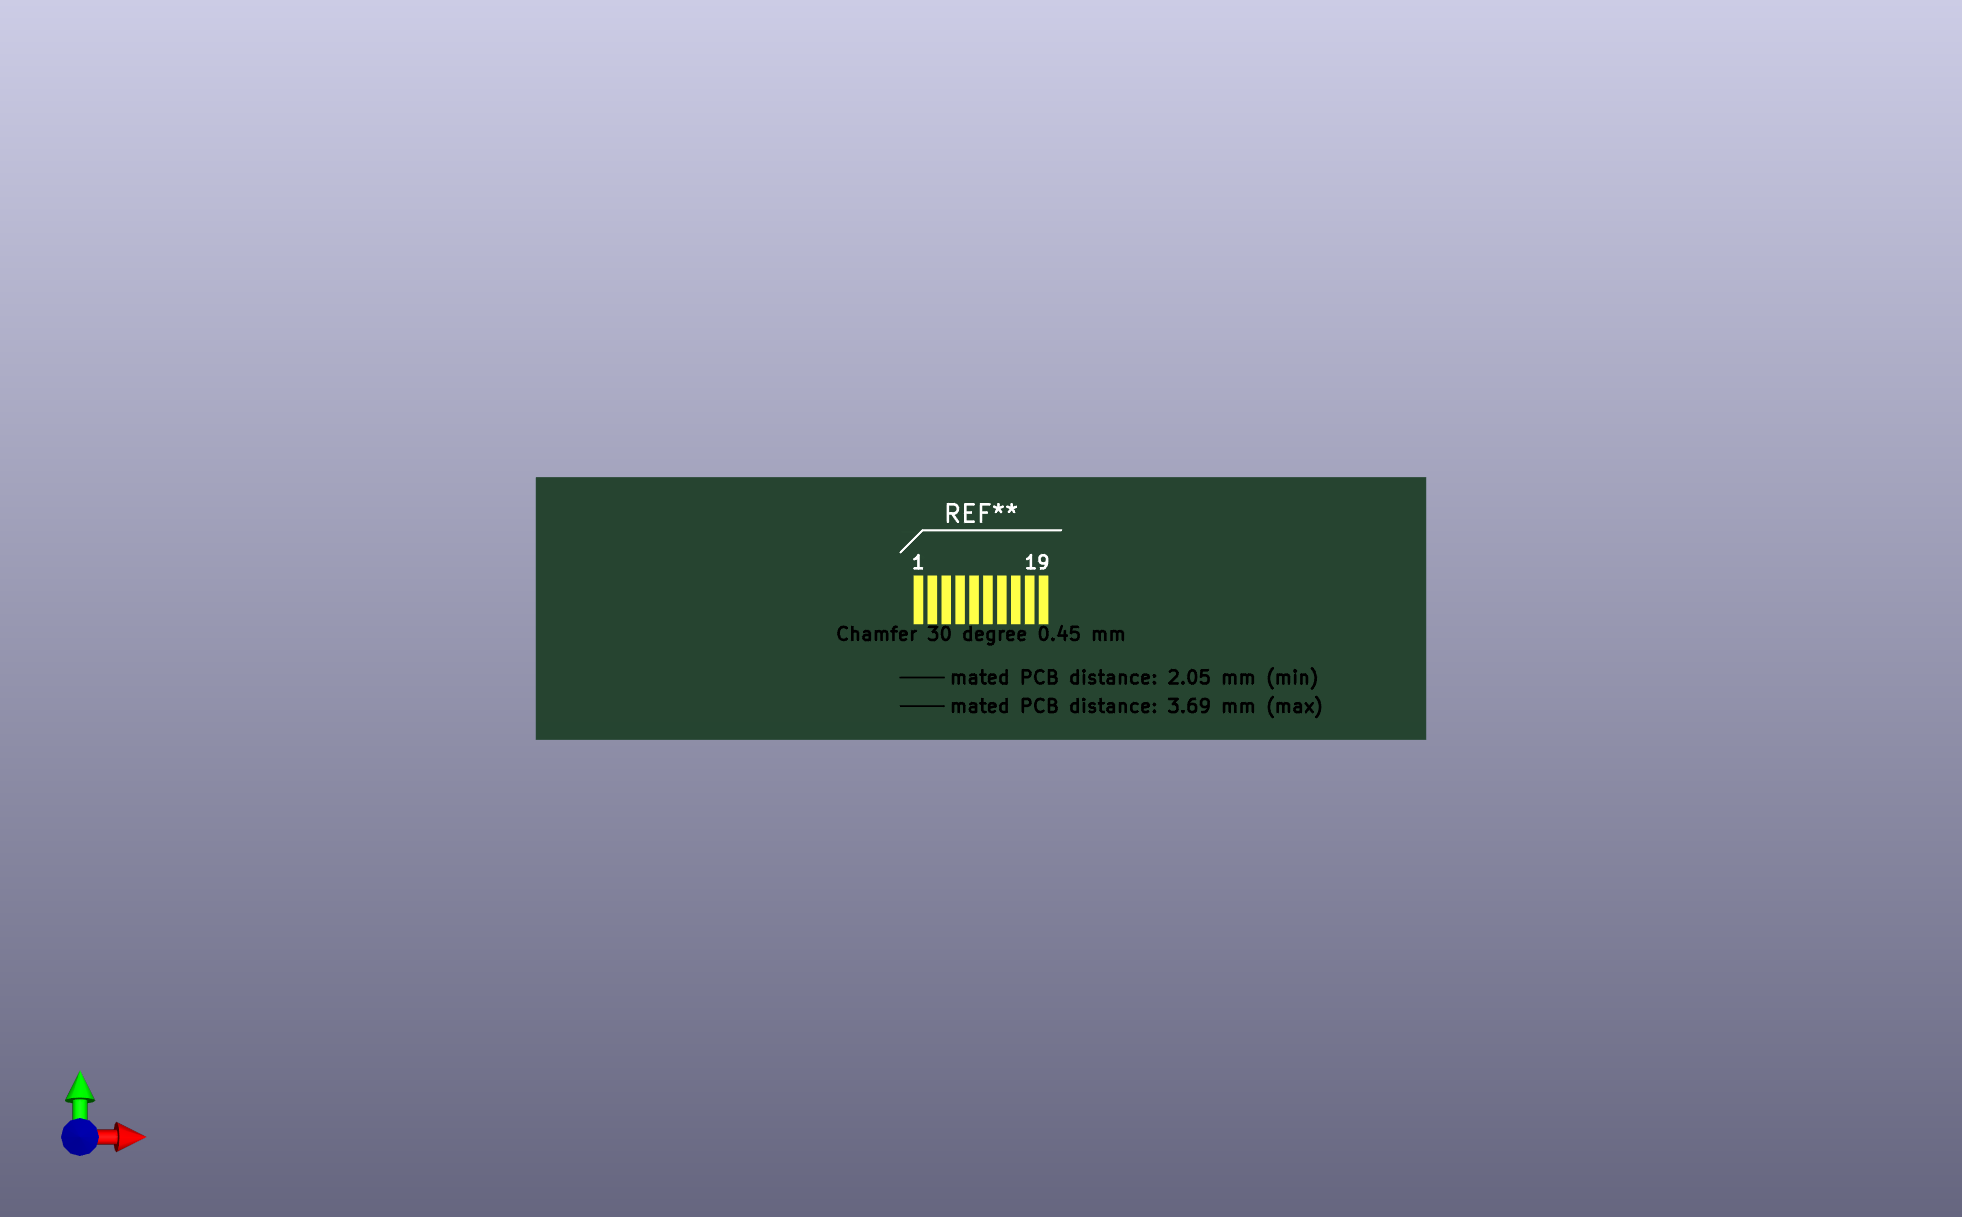 REF**
1 19
Chamfer 30 degree 0.45 mm
mated PCB distance: 2.05 mm (min)
mated PCB distance: 3.69 mm (max)